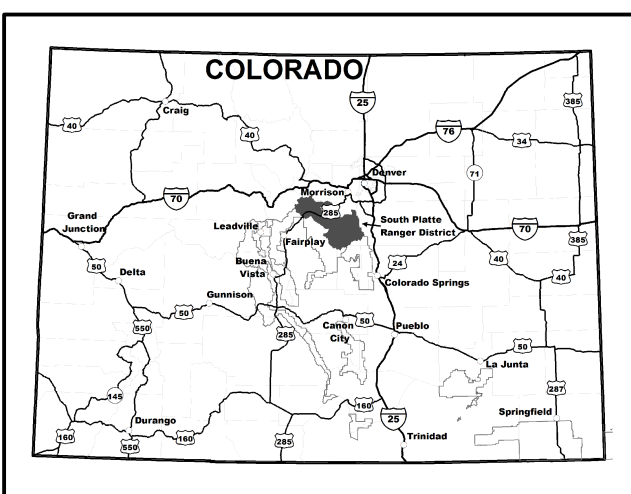 COLORADO
25
385
Craig
40
76
40
34
Denver
71
Morrison
70
285
Grand
Junction
South Platte
Ranger District
Leadville
70
Fairplay
385
50
24
40
Buena
Vista
Delta
40
Colorado Springs
Gunnison
50
50
Canon
City
Pueblo
550
285
50
La Junta
145
287
160
25
Springfield
Durango
160
550
160
285
Trinidad